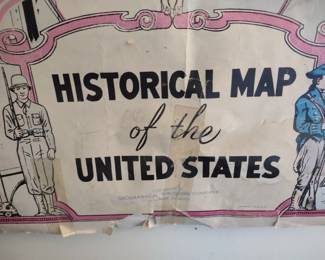 HISTORICAL MAP
of the
UNITED STATES